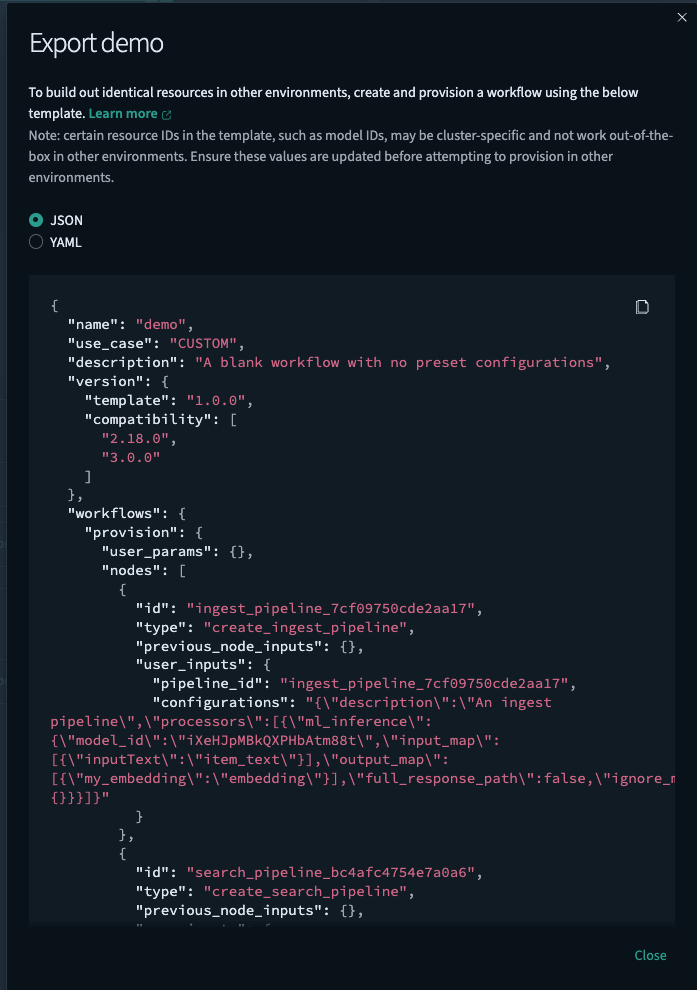 Export demo
To build out identical resources in other environments, create and provision a workflow using the below
template. Learn more
Note: certain resource IDs in the template, such as model IDs, may be cluster-specific and not work out-of-the-
box in other environments. Ensure these values are updated before attempting to provision in other
environments.
JSON
YAML
{
"name": "demo",
"use_case": "CUSTOM",
"description": "A blank workflow with no preset configurations",
"version": {
"template": "1.0.0",
"compatibility": [
"2.18.0",
"3.0.0"
]
},
"workflows": {
"provision": {
"user_params": {},
"nodes": [
{
"id": "ingest_pipeline_7cf09750cde2aa17",
"type": "create_ingest_pipeline",
"previous_node_inputs": {},
"user_inputs": {
"pipeline_id": "ingest_pipeline_7cf09750cde2aa17",
"configurations": "{\"description\":\"An ingest
pipeline\",\"processors\":[{\"ml_inference\":
{\"model_id\":\"iXeHJpMBkQXPHbAtm88t\",\"input_map\":
[{\"inputText\":\"item_text\"}],\"output_map\":
[{\"my_embedding\":\"embedding\"}],\"full_response_path\":false,\"ignore_m
{}}}]}"
}
},
{
"id": "search_pipeline_bc4afc4754e7a0a6",
"type": "create_search_pipeline",
"previous_node_inputs": {},
Close